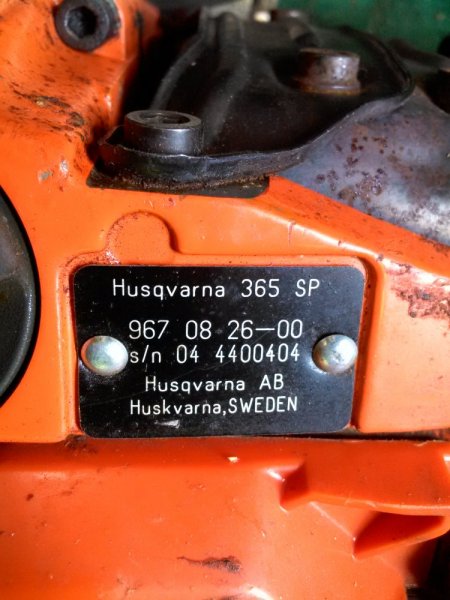 Husqvarna 365 SP
967 08 26-00
s/n 04 4400404
Husqvarna AB
Huskvarna,SWEDEN